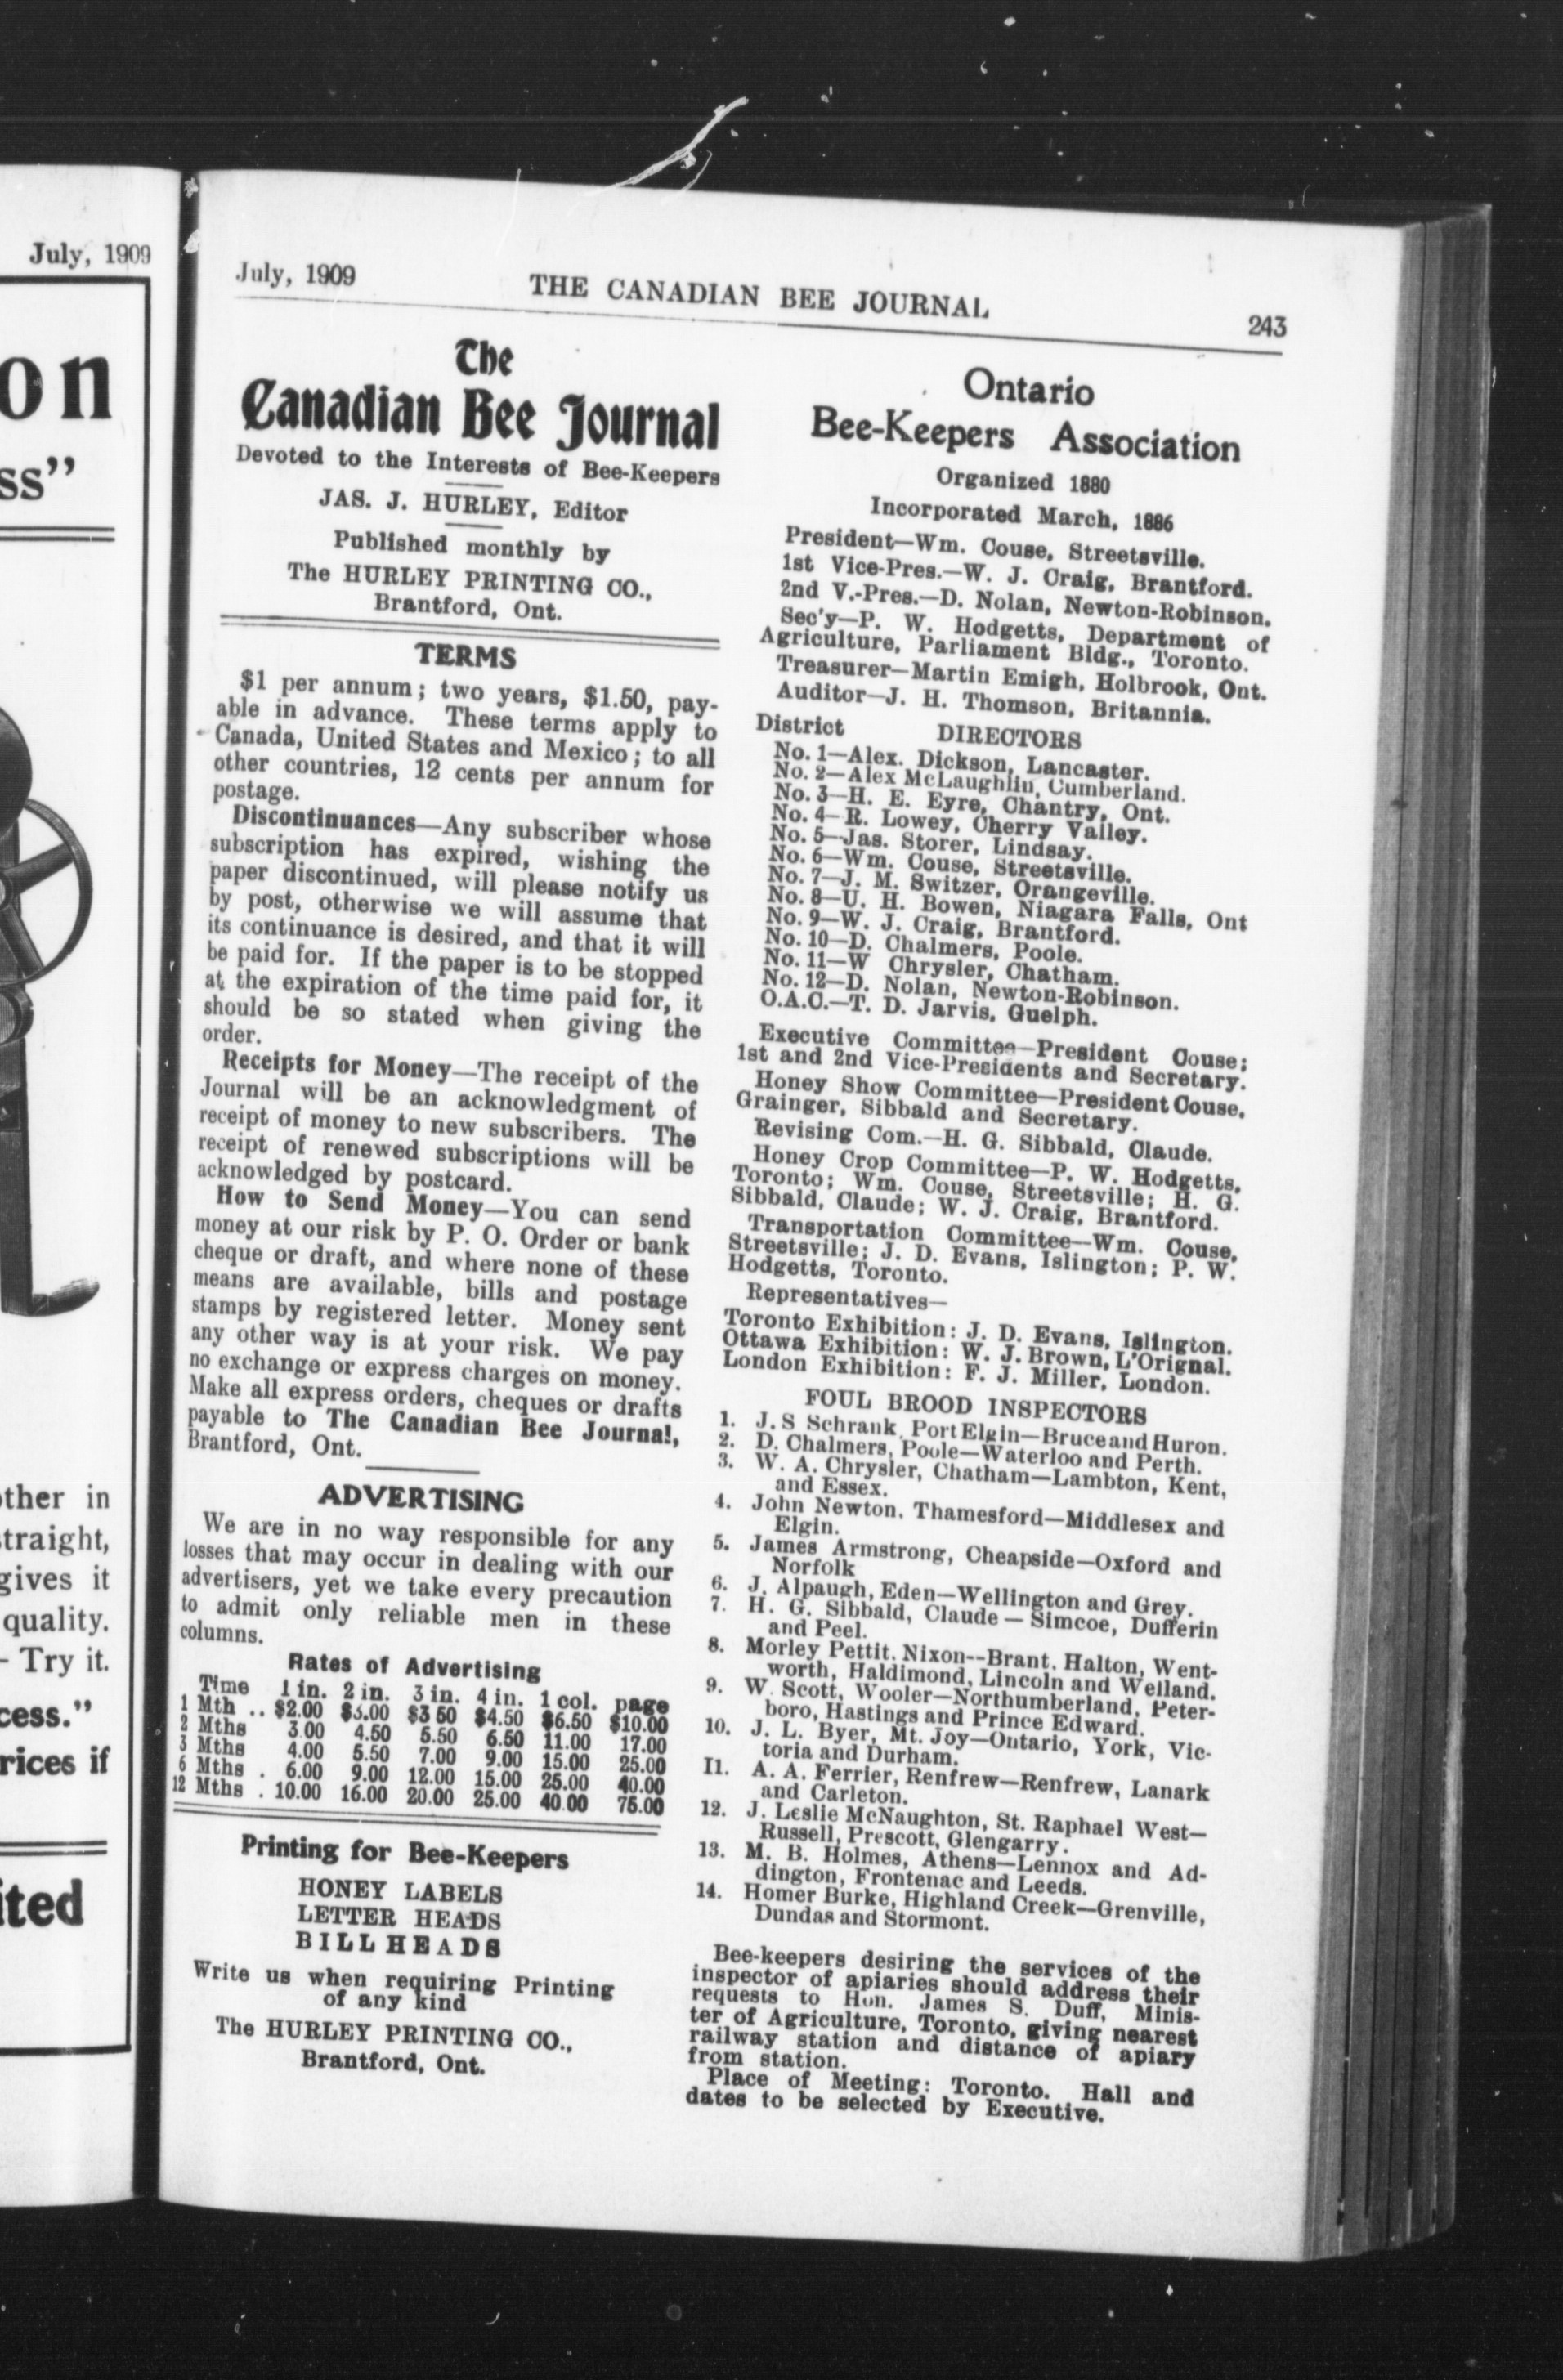 July, 1909
on
ss”
ther in
traight,
gives it
quality.
Try it.
cess.”
rices if
ited
July, 1909 THE CANADIAN BEE JOURNAL 243
The
Canadian Bee Journal
Devoted to the Interests of Bee-Keepers
JAS. J. HURLEY, Editor
Published monthly by
The HURLEY PRINTING CO.,
Brantford, Ont.
TERMS
$1 per annum; two years, $1.50, pay-
able in advance. These terms apply to
Canada, United States and Mexico; to all
other countries, 12 cents per annum for
postage.
Discontinuances—Any subscriber whose
subscription has expired, wishing the
paper discontinued, will please notify us
by post, otherwise we will assume that
its continuance is desired, and that it will
be paid for. If the paper is to be stopped
at the expiration of the time paid for, it
should be so stated when giving the
order.
Receipts for Money—The receipt of the
Journal will be an acknowledgment of
receipt of money to new subscribers. The
receipt of renewed subscriptions will be
acknowledged by postcard.
How to Send Money—You can send
money at our risk by P. O. Order or bank
cheque or draft, and where none of these
means are available, bills and postage
stamps by registered letter. Money sent
any other way is at your risk. We pay
no exchange or express charges on money.
Make all express orders, cheques or drafts
payable to The Canadian Bee Journal,
Brantford, Ont.
ADVERTISING
We are in no way responsible for any
losses that may occur in dealing with our
advertisers, yet we take every precaution
to admit only reliable men in these
columns.
Rates of Advertising
Time 1 in. 2 in. 3 in. 4 in. 1 col. page
1 Mth .. $2.00 $3.00 $3 50 $4.50 $6.50 $10.00
2 Mths 3.00 4.50 5.50 6.50 11.00 17.00
3 Mths 4.00 5.50 7.00 9.00 15.00 25.00
6 Mths . 6.00 9.00 12.00 15.00 25.00 40.00
12 Mths . 10.00 16.00 20.00 25.00 40.00 75.00
Printing for Bee-Keepers
HONEY LABELS
LETTER HEADS
BILL HEADS
Write us when requiring Printing
of any kind
The HURLEY PRINTING CO.,
Brantford, Ont.
Ontario
Bee-Keepers Association
Organized 1880
Incorporated March, 1886
President—Wm. Couse, Streetsville.
1st Vice-Pres.—W. J. Craig, Brantford.
2nd V.-Pres.—D. Nolan, Newton-Robinson.
Sec'y—P. W. Hodgetts, Department of
Agriculture, Parliament Bldg., Toronto.
Treasurer—Martin Emigh, Holbrook, Ont.
Auditor—J. H. Thomson, Britannia.
District DIRECTORS
No. 1—Alex. Dickson, Lancaster.
No. 2—Alex McLaughlin, Cumberland.
No. 3—H. E. Eyre, Chantry, Ont.
No. 4—R. Lowey, Cherry Valley.
No. 5—Jas. Storer, Lindsay.
No. 6—Wm. Couse, Streetsville.
No. 7—J. M. Switzer, Orangeville.
No. 8—U. H. Bowen, Niagara Falls, Ont
No. 9—W. J. Craig, Brantford.
No. 10—D. Chalmers, Poole.
No. 11—W Chrysler, Chatham.
No. 12—D. Nolan, Newton-Robinson.
O.A.C.—T. D. Jarvis, Guelph.
Executive Committee—President Couse;
1st and 2nd Vice-Presidents and Secretary.
Honey Show Committee—President Couse,
Grainger, Sibbald and Secretary.
Revising Com.—H. G. Sibbald, Claude.
Honey Crop Committee—P. W. Hodgetts,
Toronto; Wm. Couse, Streetsville; H. G.
Sibbald, Claude; W. J. Craig, Brantford.
Transportation Committee—Wm. Couse,
Streetsville; J. D. Evans, Islington; P. W.
Hodgetts, Toronto.
Representatives—
Toronto Exhibition: J. D. Evans, Islington.
Ottawa Exhibition: W. J. Brown, L'Orignal.
London Exhibition: F. J. Miller, London.
FOUL BROOD INSPECTORS
1. J. S Schrank, Port Elgin—Bruce and Huron.
2. D. Chalmers, Poole—Waterloo and Perth.
3. W. A. Chrysler, Chatham—Lambton, Kent,
and Essex.
4. John Newton, Thamesford—Middlesex and
Elgin.
5. James Armstrong, Cheapside—Oxford and
Norfolk
6. J. Alpaugh, Eden—Wellington and Grey.
7. H. G. Sibbald, Claude — Simcoe, Dufferin
and Peel.
8. Morley Pettit, Nixon--Brant, Halton, Went-
worth, Haldimond, Lincoln and Welland.
9. W. Scott, Wooler—Northumberland, Peter-
boro, Hastings and Prince Edward.
10. J. L. Byer, Mt. Joy—Ontario, York, Vic-
toria and Durham.
11. A. A. Ferrier, Renfrew—Renfrew, Lanark
and Carleton.
12. J. Leslie McNaughton, St. Raphael West—
Russell, Prescott, Glengarry.
13. M. B. Holmes, Athens—Lennox and Ad-
dington, Frontenac and Leeds.
14. Homer Burke, Highland Creek—Grenville,
Dundas and Stormont.
Bee-keepers desiring the services of the
inspector of apiaries should address their
requests to Hon. James S. Duff, Minis-
ter of Agriculture, Toronto, giving nearest
railway station and distance of apiary
from station.
Place of Meeting: Toronto. Hall and
dates to be selected by Executive.